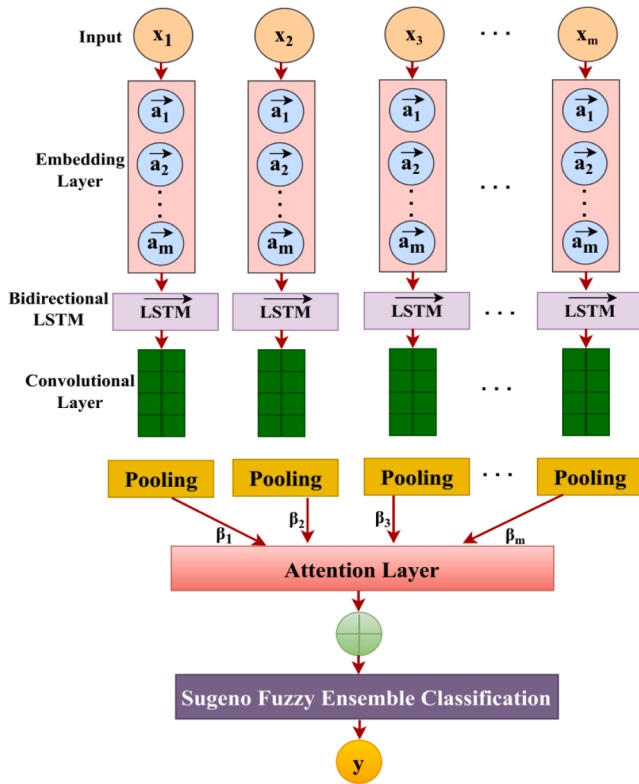 Input x₁ x₂ x₃ . . . xₘ
Embedding
Layer
a₁ a₁ a₁ a₁
a₂ a₂ a₂ . . . a₂
aₘ aₘ aₘ aₘ
Bidirectional
LSTM
LSTM LSTM LSTM . . . LSTM
Convolutional
Layer
. . .
Pooling Pooling Pooling . . . Pooling
β₁ β₂ β₃ βₘ
Attention Layer
Sugeno Fuzzy Ensemble Classification
y